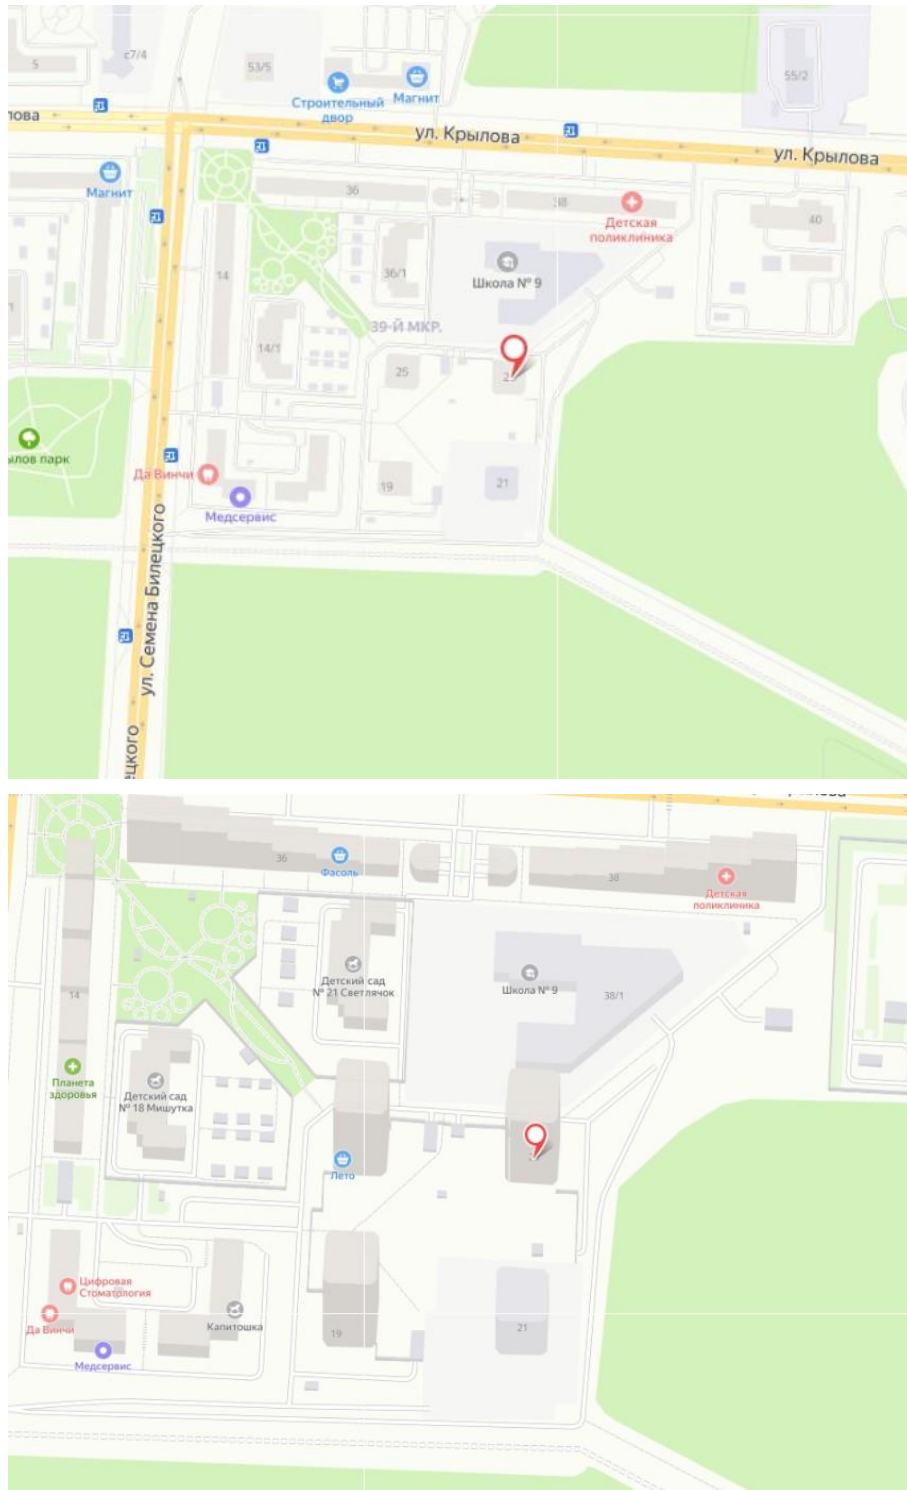 5
с7/4
53/5
55/2
Строительный
двор
Магнит
ул. Крылова
ул. Крылова
Магнит
36
38
Детская
поликлиника
40
14
36/1
Школа № 9
39-Й МКР.
14/1
25
19
21
ылов парк
Да Винчи
Медсервис
ул. Семена Билецкого
ецкого
36
Фасоль
38
Детская
поликлиника
14
Детский сад
№ 21 Светлячок
Школа № 9
38/1
Планета
здоровья
Детский сад
№ 18 Мишутка
Лето
Цифровая
Стоматология
Да Винчи
Капитошка
19
21
Медсервис